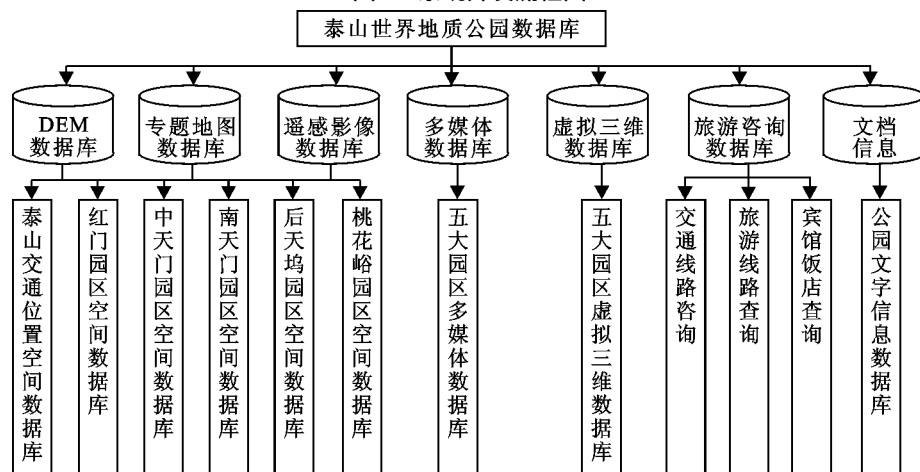 泰山世界地质公园数据库
DEM
数据库
专题地图
数据库
遥感影像
数据库
多媒体
数据库
虚拟三维
数据库
旅游咨询
数据库
文档
信息
泰山交通位置空间数据库
红门园区空间数据库
中天门园区空间数据库
南天门园区空间数据库
后天坞园区空间数据库
桃花峪园区空间数据库
五大园区多媒体数据库
五大园区虚拟三维数据库
交通线路咨询
旅游线路查询
宾馆饭店查询
公园文字信息数据库